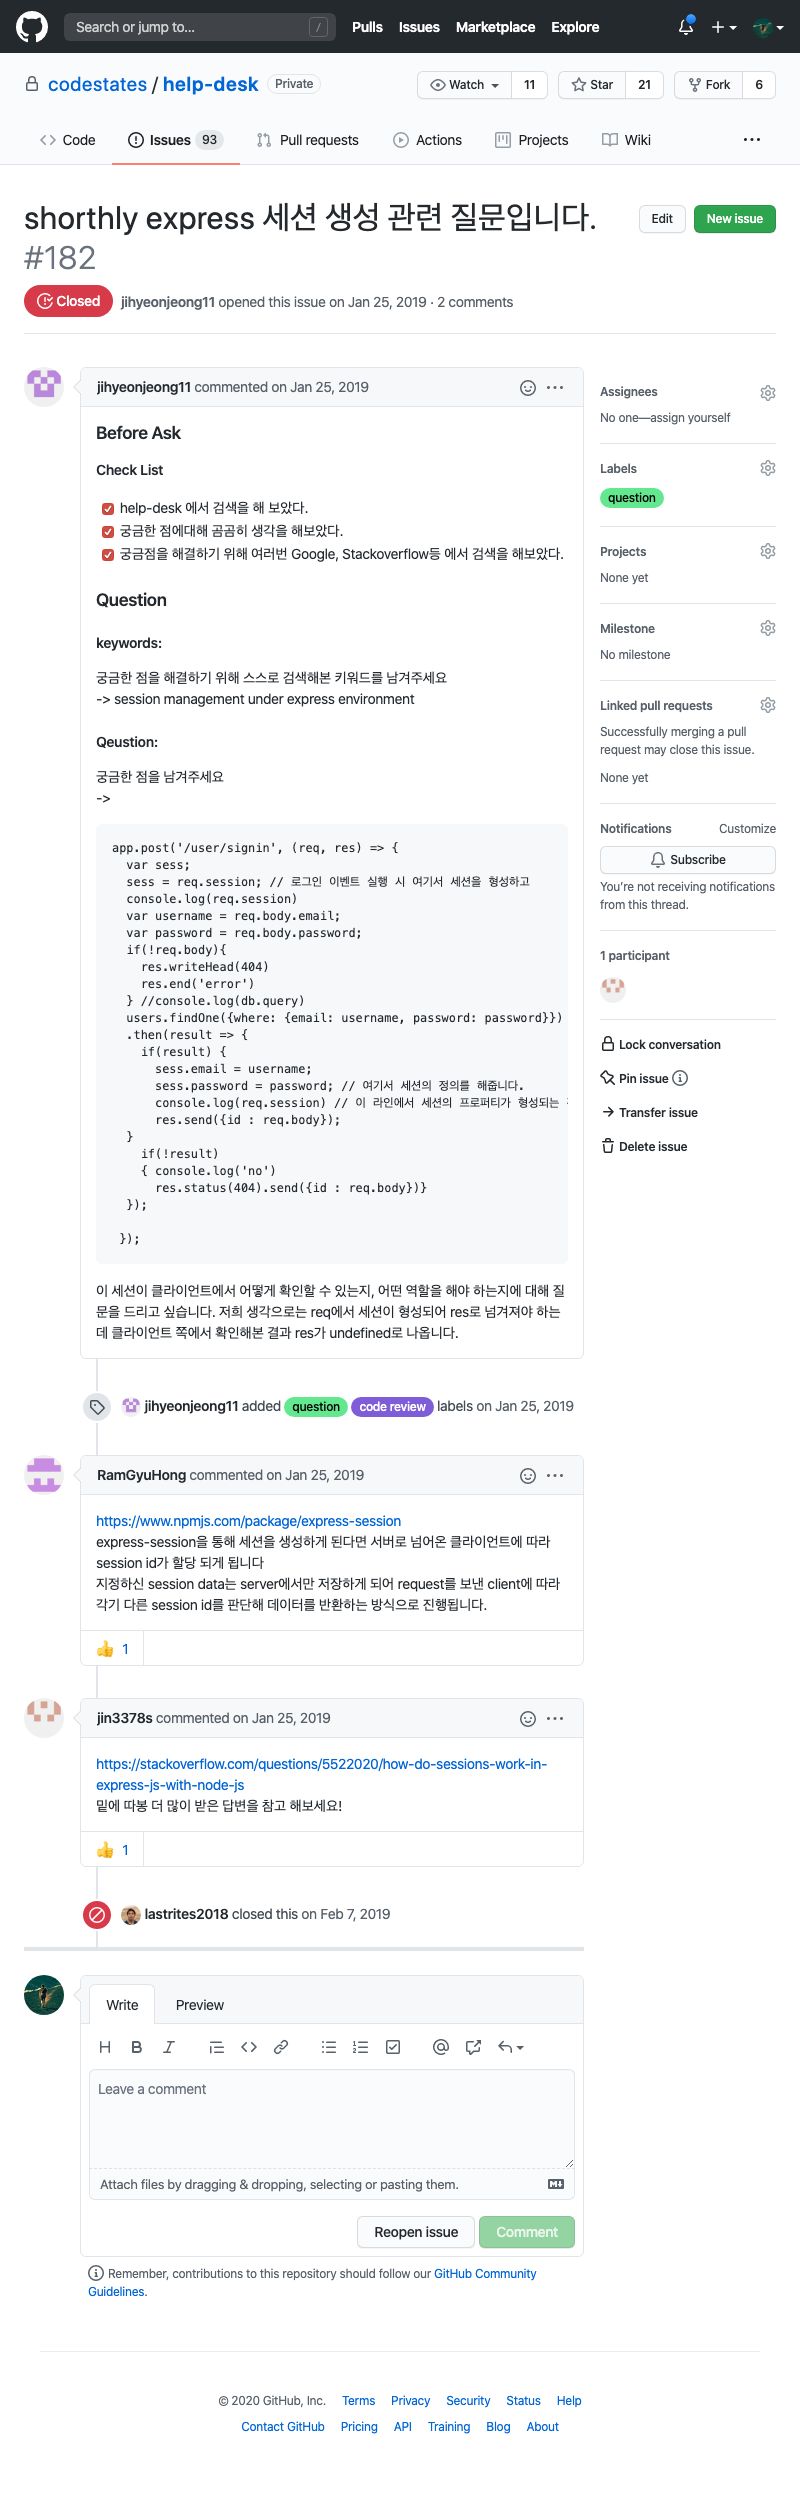 Search or jump to...
/
Pulls
Issues
Marketplace
Explore
codestates / help-desk
Private
Watch
11
Star
21
Fork
6
Code
Issues
93
Pull requests
Actions
Projects
Wiki
shorthly express 세션 생성 관련 질문입니다.
#182
Edit
New issue
Closed
jihyeonjeong11 opened this issue on Jan 25, 2019 · 2 comments
jihyeonjeong11 commented on Jan 25, 2019
Before Ask
Check List
help-desk 에서 검색을 해 보았다.
궁금한 점에대해 곰곰히 생각을 해보았다.
궁금점을 해결하기 위해 여러번 Google, Stackoverflow등 에서 검색을 해보았다.
Question
keywords:
궁금한 점을 해결하기 위해 스스로 검색해본 키워드를 남겨주세요
-> session management under express environment
Qeustion:
궁금한 점을 남겨주세요
->
app.post('/user/signin', (req, res) => {
var sess;
sess = req.session; // 로그인 이벤트 실행 시 여기서 세션을 형성하고
console.log(req.session)
var username = req.body.email;
var password = req.body.password;
if(!req.body){
res.writeHead(404)
res.end('error')
} //console.log(db.query)
users.findOne({where: {email: username, password: password}})
.then(result => {
if(result) {
sess.email = username;
sess.password = password; // 여기서 세션의 정의를 해줍니다.
console.log(req.session) // 이 라인에서 세션의 프로퍼티가 형성되는
res.send({id : req.body});
}
if(!result)
{ console.log('no')
res.status(404).send({id : req.body})}
});
});
이 세션이 클라이언트에서 어떻게 확인할 수 있는지, 어떤 역할을 해야 하는지에 대해 질
문을 드리고 싶습니다. 저희 생각으로는 req에서 세션이 형성되어 res로 넘겨져야 하는
데 클라이언트 쪽에서 확인해본 결과 res가 undefined로 나옵니다.
jihyeonjeong11 added question code review labels on Jan 25, 2019
RamGyuHong commented on Jan 25, 2019
https://www.npmjs.com/package/express-session
express-session을 통해 세션을 생성하게 된다면 서버로 넘어온 클라이언트에 따라
session id가 할당 되게 됩니다
지정하신 session data는 server에서만 저장하게 되어 request를 보낸 client에 따라
각기 다른 session id를 판단해 데이터를 반환하는 방식으로 진행됩니다.
👍 1
jin3378s commented on Jan 25, 2019
https://stackoverflow.com/questions/5522020/how-do-sessions-work-in-
express-js-with-node-js
밑에 따봉 더 많이 받은 답변을 참고 해보세요!
👍 1
lastrites2018 closed this on Feb 7, 2019
Write
Preview
Leave a comment
Attach files by dragging & dropping, selecting or pasting them.
Reopen issue
Comment
Remember, contributions to this repository should follow our GitHub Community
Guidelines.
Assignees
No one—assign yourself
Labels
question
Projects
None yet
Milestone
No milestone
Linked pull requests
Successfully merging a pull
request may close this issue.
None yet
Notifications
Customize
Subscribe
You're not receiving notifications
from this thread.
1 participant
Lock conversation
Pin issue
Transfer issue
Delete issue
© 2020 GitHub, Inc.
Terms
Privacy
Security
Status
Help
Contact GitHub
Pricing
API
Training
Blog
About